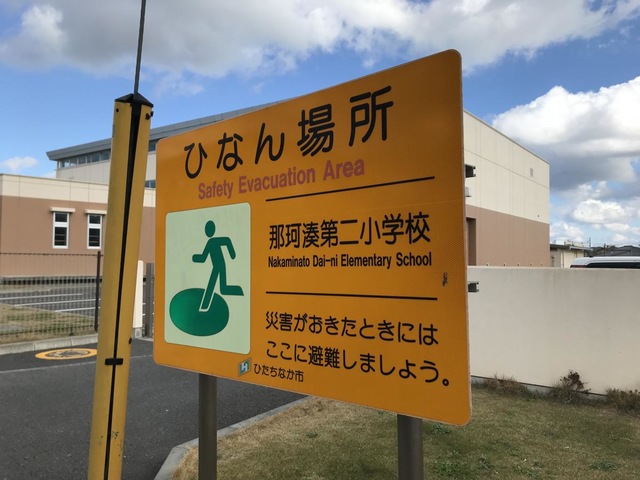 ひなん場所
Safety Evacuation Area
那珂湊第二小学校
Nakaminato Dai-ni Elementary School
災害がおきたときには
ここに避難しましょう。
ひたちなか市